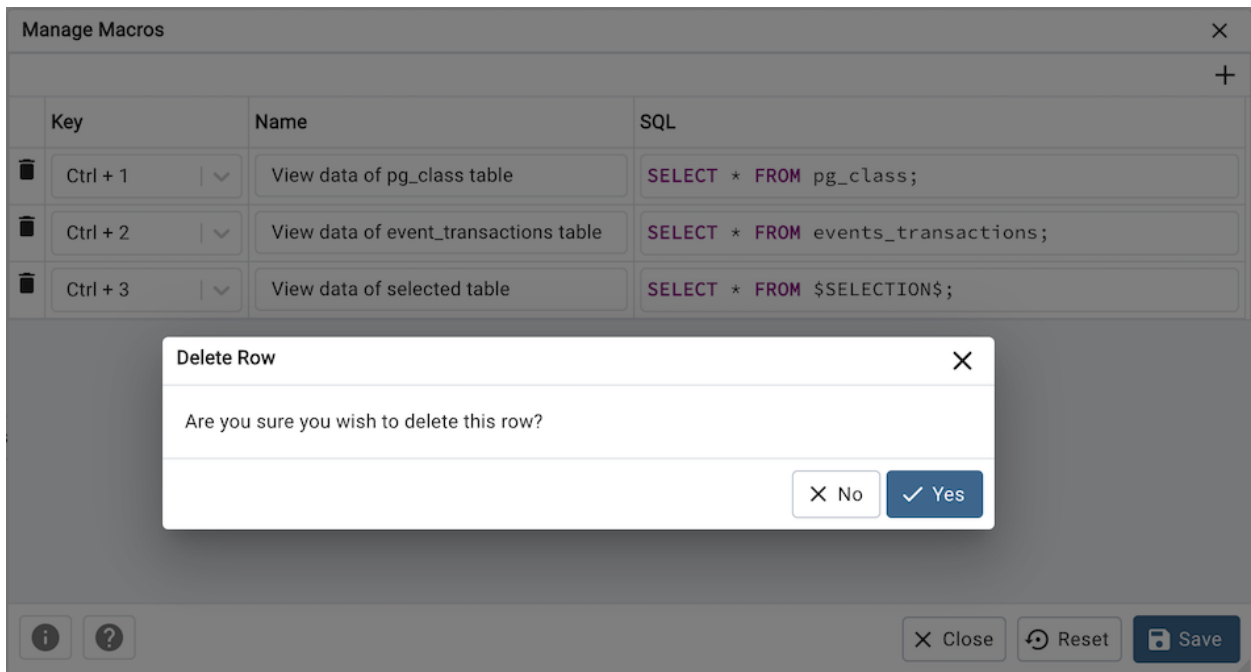 Manage Macros
Key Name SQL
Ctrl + 1 View data of pg_class table SELECT * FROM pg_class;
Ctrl + 2 View data of event_transactions table SELECT * FROM events_transactions;
Ctrl + 3 View data of selected table SELECT * FROM $SELECTION$;
Delete Row
Are you sure you wish to delete this row?
No Yes
Close Reset Save